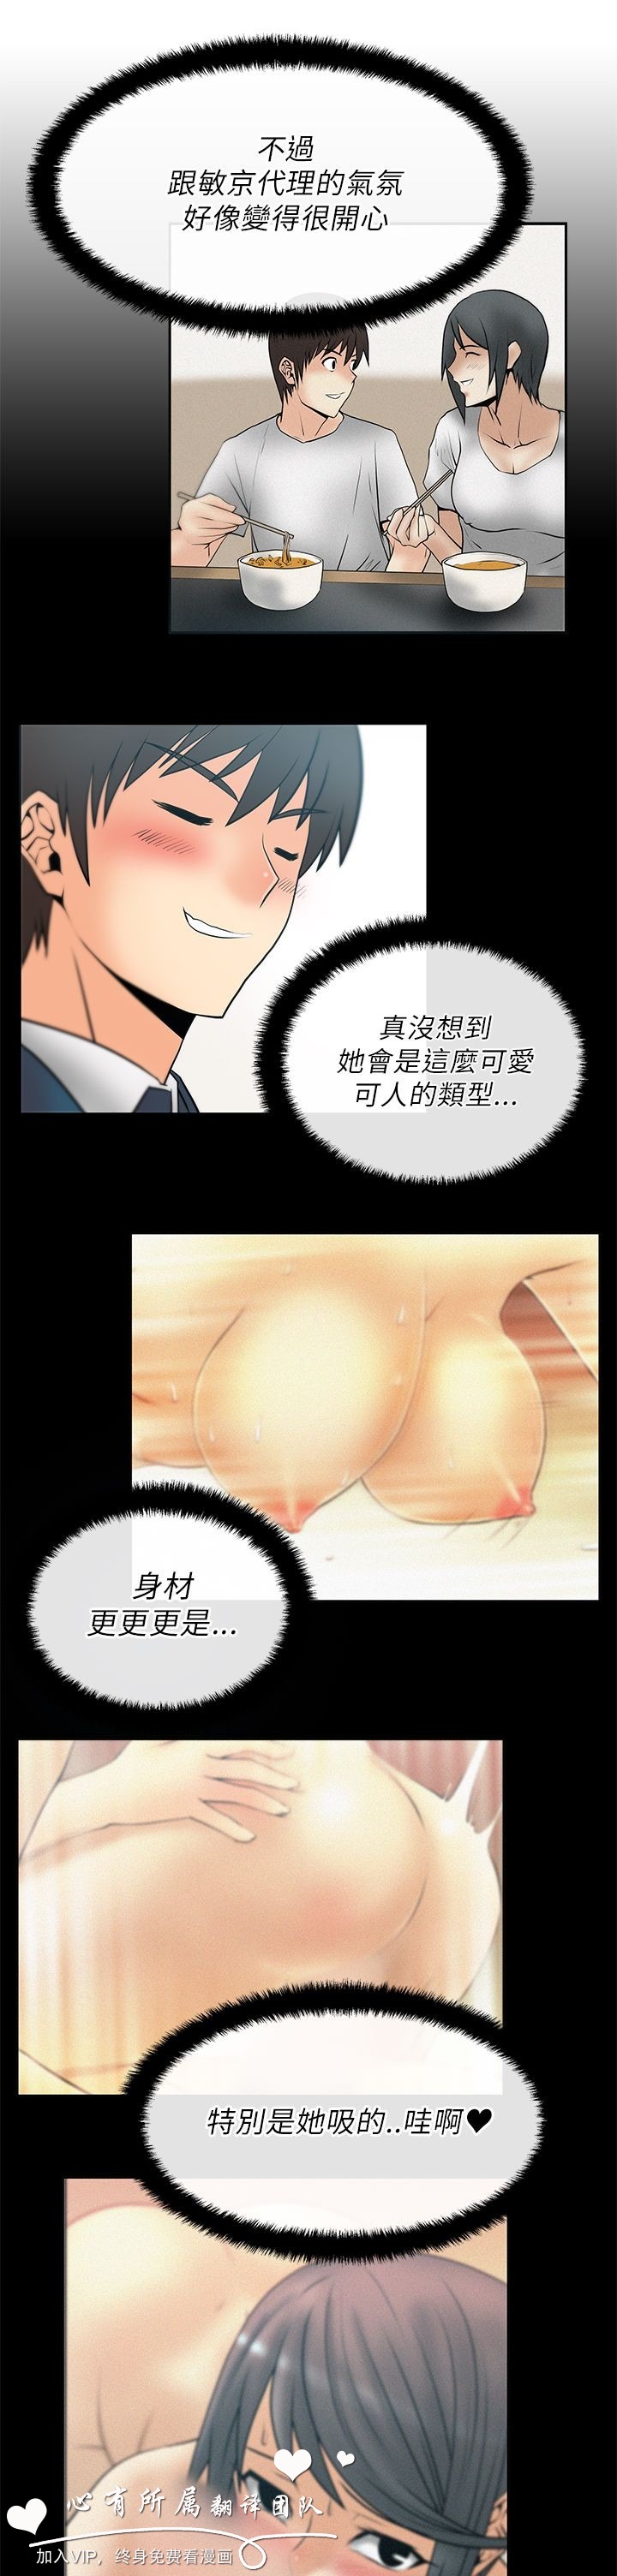 不過
跟敏京代理的氣氛
好像變得很開心
真沒想到
她會是這麼可愛
可人的類型...
身材
更更更是...
特別是她吸的..哇啊♥
心有所属翻译团队
加入VIP，终身免费看漫画